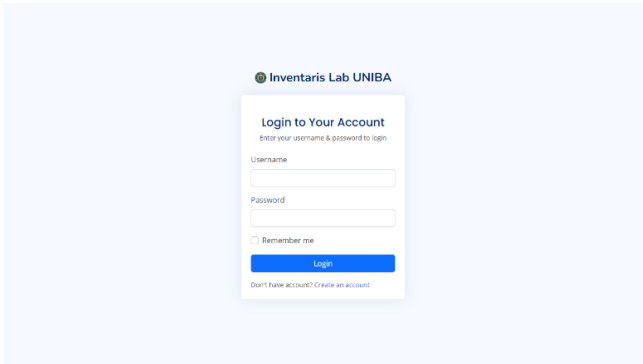 Inventaris Lab UNIBA
Login to Your Account
Enter your username & password to login
Username
Password
Remember me
Login
Don't have account? Create an account